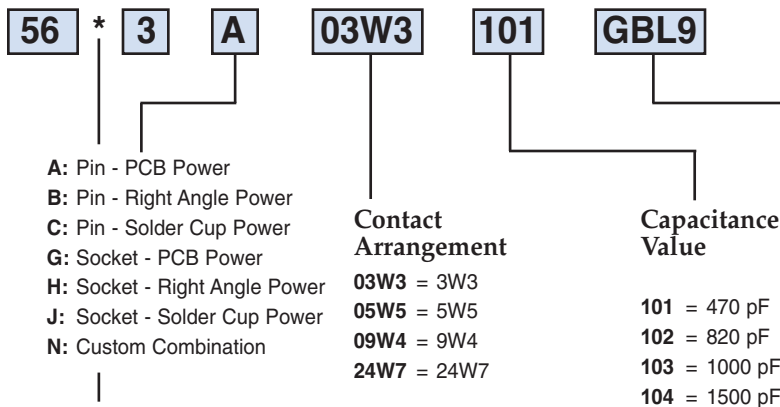 56 * 3 A 03W3 101 GBL9
A: Pin - PCB Power
B: Pin - Right Angle Power
C: Pin - Solder Cup Power
G: Socket - PCB Power
H: Socket - Right Angle Power
J: Socket - Solder Cup Power
N: Custom Combination
Contact
Arrangement
03W3 = 3W3
05W5 = 5W5
09W4 = 9W4
24W7 = 24W7
Capacitance
Value
101 = 470 pF
102 = 820 pF
103 = 1000 pF
104 = 1500 pF